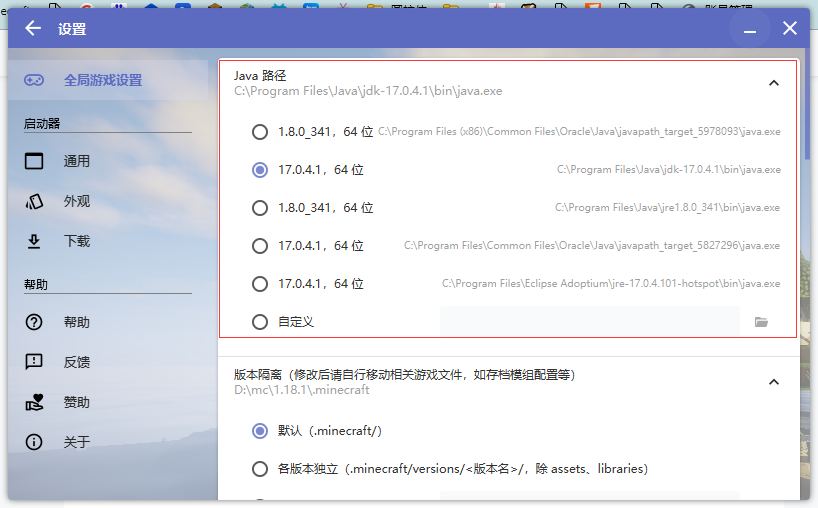 设置
全局游戏设置
启动器
通用
外观
下载
帮助
帮助
反馈
赞助
关于
Java 路径
C:\Program Files\Java\jdk-17.0.4.1\bin\java.exe
1.8.0_341，64 位 C:\Program Files (x86)\Common Files\Oracle\Java\javapath_target_5978093\java.exe
17.0.4.1，64 位 C:\Program Files\Java\jdk-17.0.4.1\bin\java.exe
1.8.0_341，64 位 C:\Program Files\Java\jre1.8.0_341\bin\java.exe
17.0.4.1，64 位 C:\Program Files\Common Files\Oracle\Java\javapath_target_5827296\java.exe
17.0.4.1，64 位 C:\Program Files\Eclipse Adoptium\jre-17.0.4.101-hotspot\bin\java.exe
自定义
版本隔离（修改后请自行移动相关游戏文件，如存档模组配置等）
D:\mc\1.18.1\.minecraft
默认（.minecraft/）
各版本独立（.minecraft/versions/<版本名>/，除 assets、libraries）